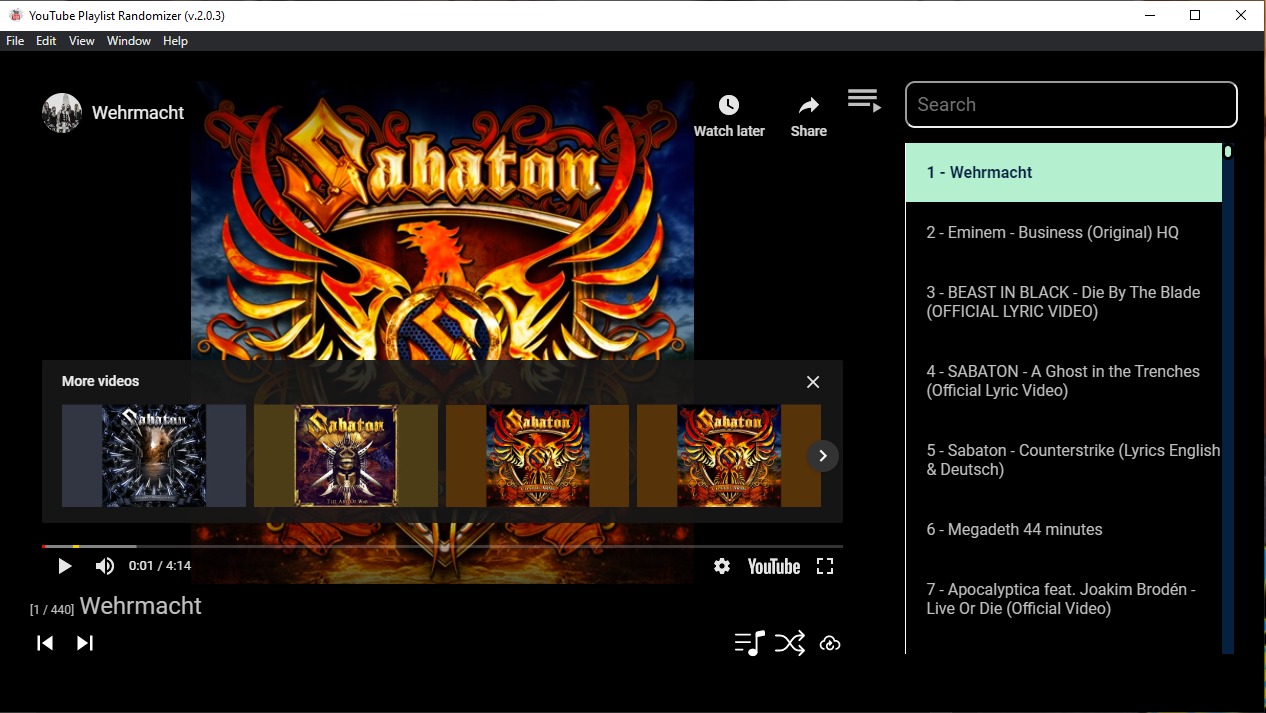 YouTube Playlist Randomizer (v.2.0.3)
File Edit View Window Help
Wehrmacht
Sabaton
Watch later
Share
More videos
Sabaton
Sabaton
THE ART OF WAR
Sabaton
Sabaton
0:01 / 4:14
YouTube
[1 / 440] Wehrmacht
Search
1 - Wehrmacht
2 - Eminem - Business (Original) HQ
3 - BEAST IN BLACK - Die By The Blade
(OFFICIAL LYRIC VIDEO)
4 - SABATON - A Ghost in the Trenches
(Official Lyric Video)
5 - Sabaton - Counterstrike (Lyrics English
& Deutsch)
6 - Megadeth 44 minutes
7 - Apocalyptica feat. Joakim Brodén -
Live Or Die (Official Video)